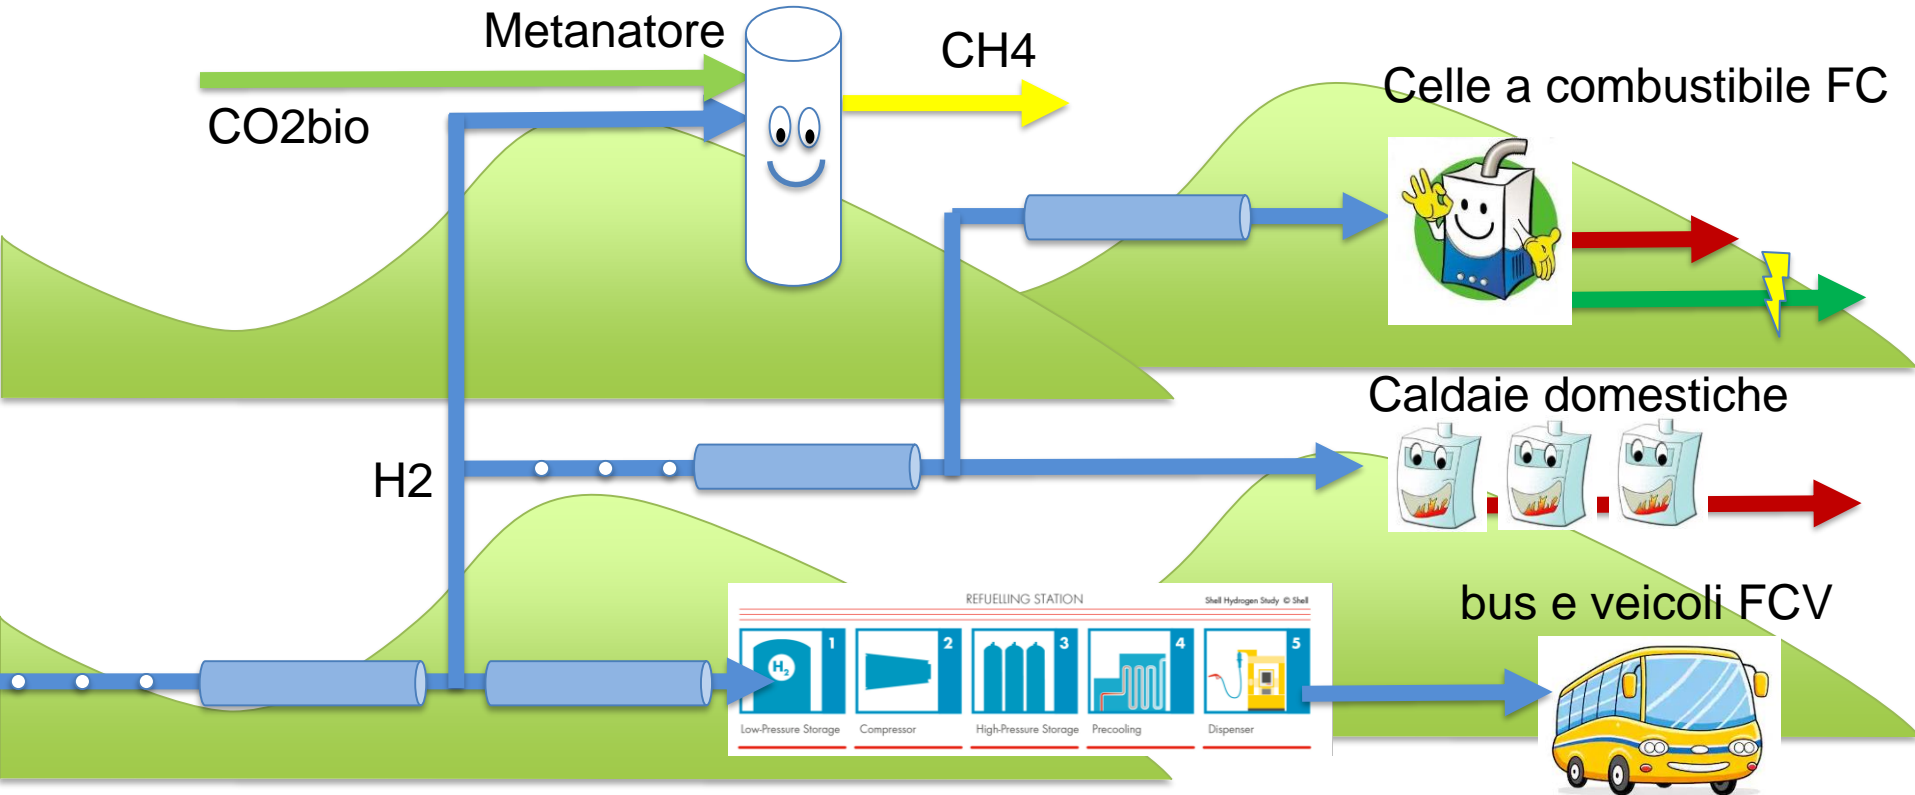 Metanatore
CH4
CO2bio
Celle a combustibile FC
Caldaie domestiche
H2
bus e veicoli FCV
REFUELLING STATION
Shell Hydrogen Study © Shell
1
2
3
4
5
H2
Low-Pressure Storage
Compressor
High-Pressure Storage
Precooling
Dispenser